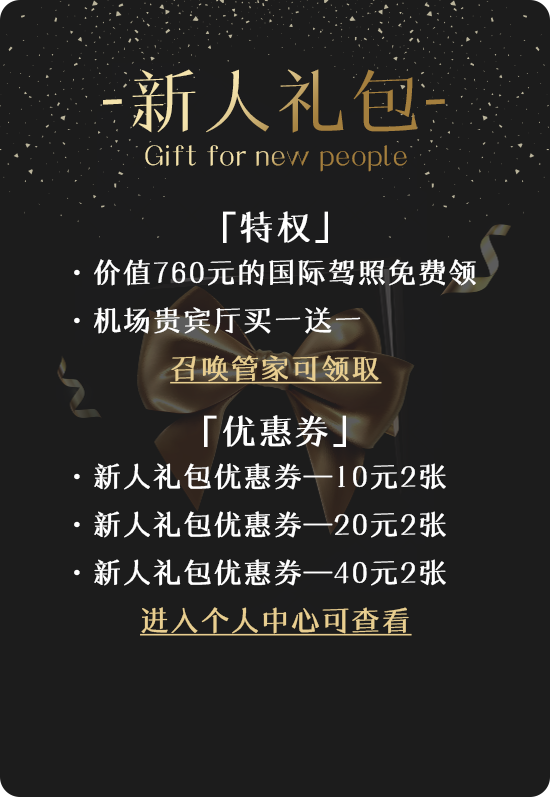 -新人礼包-
Gift for new people
「特权」
·价值760元的国际驾照免费领
·机场贵宾厅买一送一
召唤管家可领取
「优惠券」
·新人礼包优惠券—10元2张
·新人礼包优惠券—20元2张
·新人礼包优惠券—40元2张
进入个人中心可查看